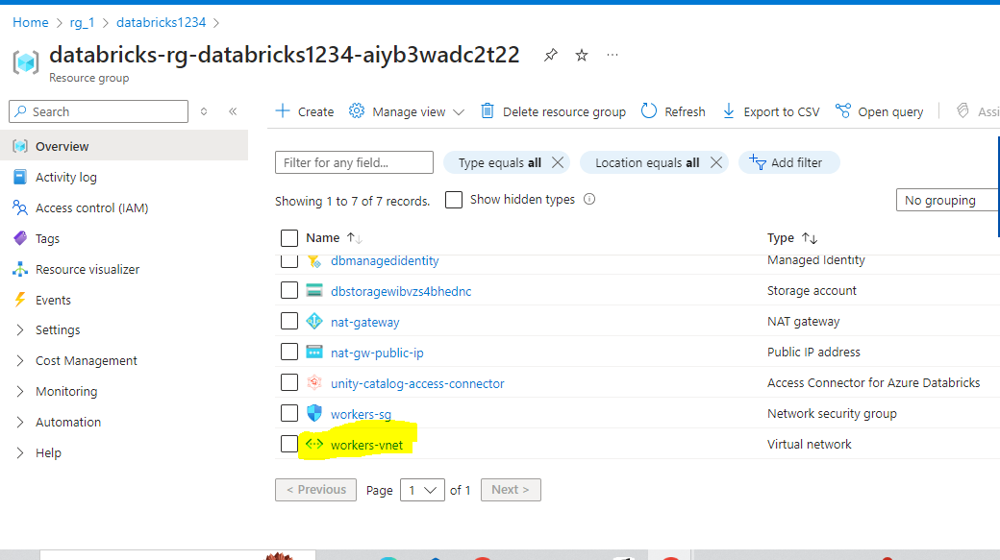 Home > rg_1 > databricks1234 >
databricks-rg-databricks1234-aiyb3wadc2t22
Resource group
Search
Overview
Activity log
Access control (IAM)
Tags
Resource visualizer
Events
Settings
Cost Management
Monitoring
Automation
Help
Create Manage view Delete resource group Refresh Export to CSV Open query Assi
Filter for any field... Type equals all Location equals all Add filter
Showing 1 to 7 of 7 records. Show hidden types
No grouping
Name Type
dbmanagedidentity Managed Identity
dbstoragewibvzs4bhednc Storage account
nat-gateway NAT gateway
nat-gw-public-ip Public IP address
unity-catalog-access-connector Access Connector for Azure Databricks
workers-sg Network security group
workers-vnet Virtual network
< Previous Page 1 of 1 Next >